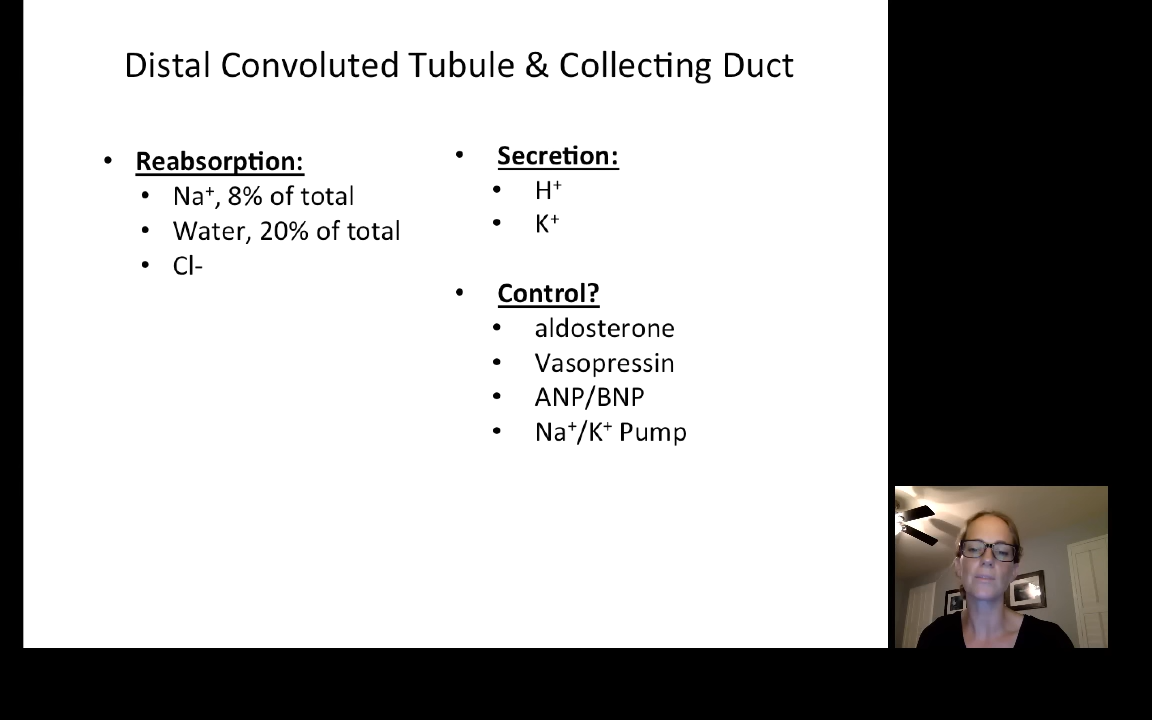 Distal Convoluted Tubule & Collecting Duct
• Reabsorption:
• Na⁺, 8% of total
• Water, 20% of total
• Cl-
• Secretion:
• H⁺
• K⁺
• Control?
• aldosterone
• Vasopressin
• ANP/BNP
• Na⁺/K⁺ Pump